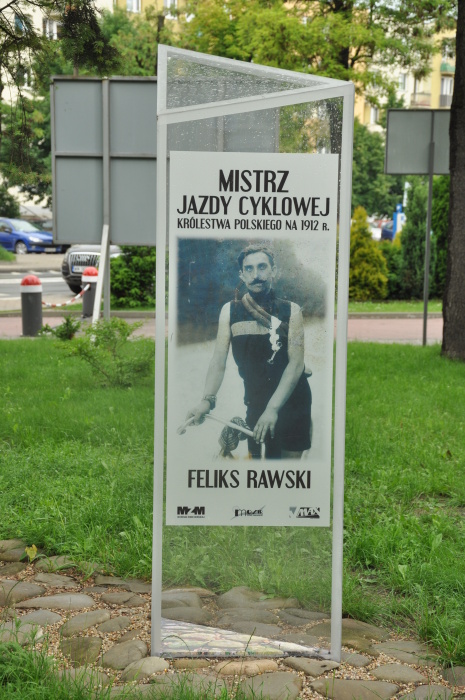 MISTRZ
JAZDY CYKLOWEJ
KRÓLESTWA POLSKIEGO NA 1912 R.
FELIKS RAWSKI